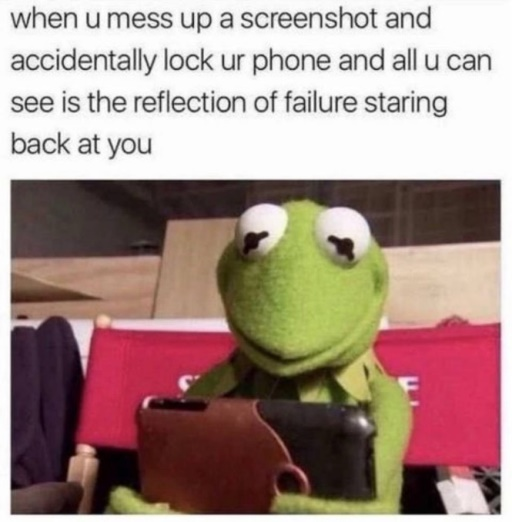 when u mess up a screenshot and
accidentally lock ur phone and all u can
see is the reflection of failure staring
back at you
E